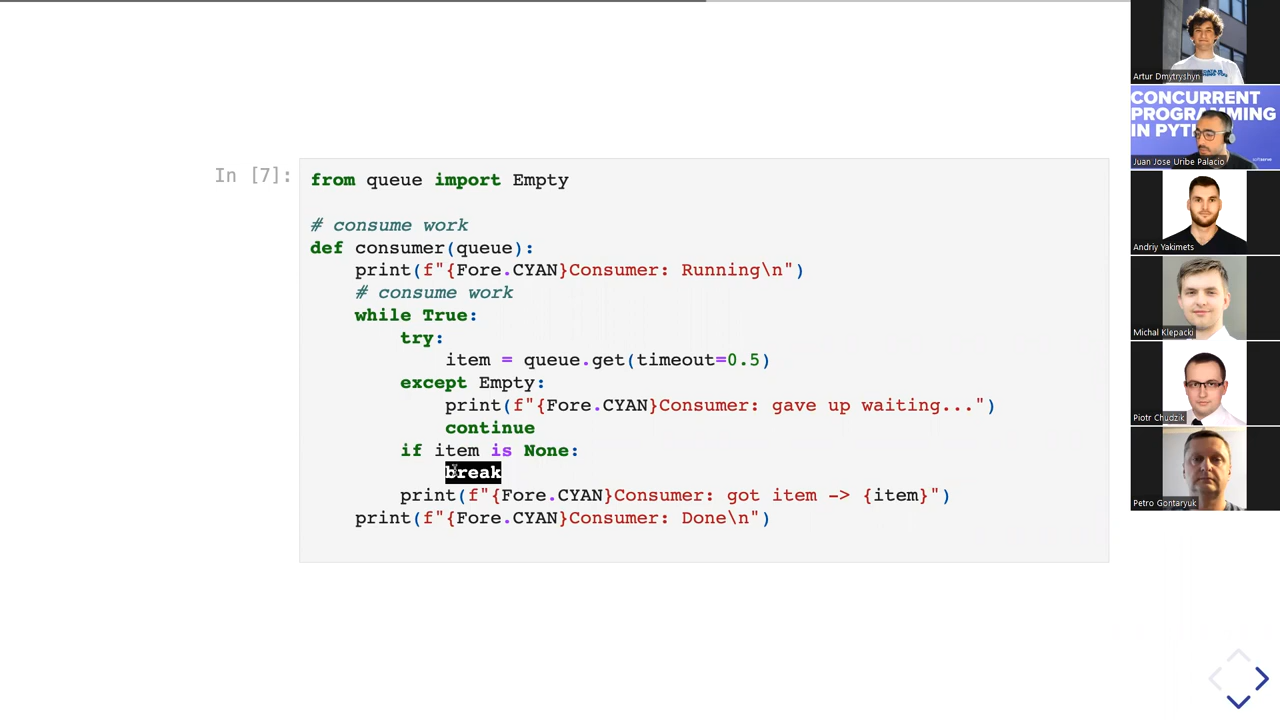 In [7]:
from queue import Empty
# consume work
def consumer(queue):
    print(f"{Fore.CYAN}Consumer: Running\n")
    # consume work
    while True:
        try:
            item = queue.get(timeout=0.5)
        except Empty:
            print(f"{Fore.CYAN}Consumer: gave up waiting...")
            continue
        if item is None:
            break
        print(f"{Fore.CYAN}Consumer: got item -> {item}")
    print(f"{Fore.CYAN}Consumer: Done\n")
Artur Dmytryshyn
CONCURRENT
PROGRAMMING
IN PYT
softserve
Juan Jose Uribe Palacio
Andriy Yakimets
Michal Klepacki
Piotr Chudzik
Petro Gontaryuk